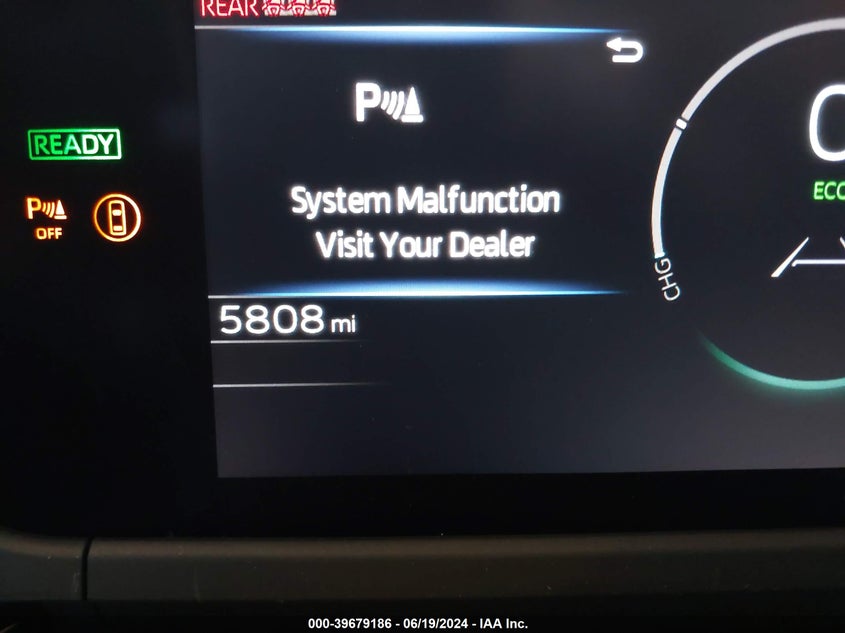 REAR
READY
P
System Malfunction
Visit Your Dealer
P
OFF
5808 mi
0
ECO
CHG
000-39679186 - 06/19/2024 - IAA Inc.